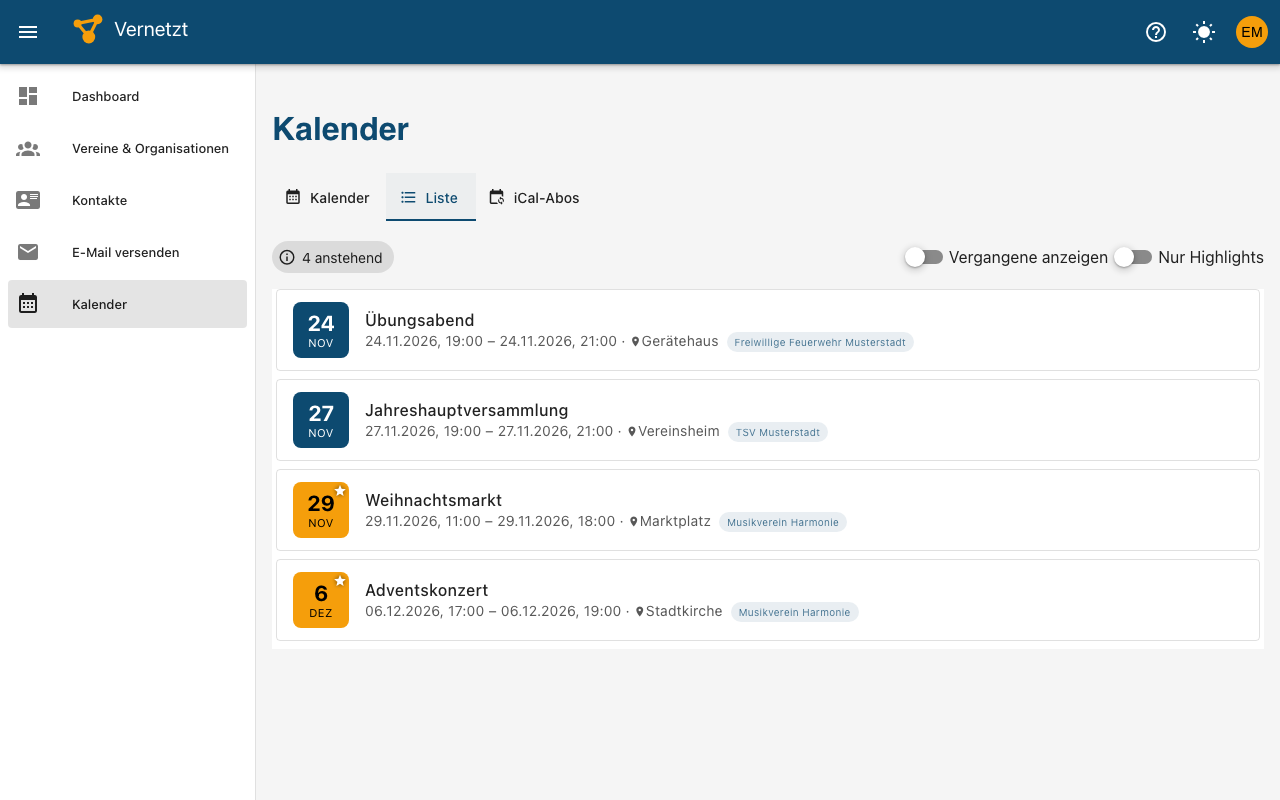 Vernetzt
EM
Dashboard
Vereine & Organisationen
Kontakte
E-Mail versenden
Kalender
Kalender
Kalender
Liste
iCal-Abos
4 anstehend
Vergangene anzeigen
Nur Highlights
24
NOV
Übungsabend
24.11.2026, 19:00 – 24.11.2026, 21:00 · Gerätehaus
Freiwillige Feuerwehr Musterstadt
27
NOV
Jahreshauptversammlung
27.11.2026, 19:00 – 27.11.2026, 21:00 · Vereinsheim
TSV Musterstadt
29
NOV
Weihnachtsmarkt
29.11.2026, 11:00 – 29.11.2026, 18:00 · Marktplatz
Musikverein Harmonie
6
DEZ
Adventskonzert
06.12.2026, 17:00 – 06.12.2026, 19:00 · Stadtkirche
Musikverein Harmonie